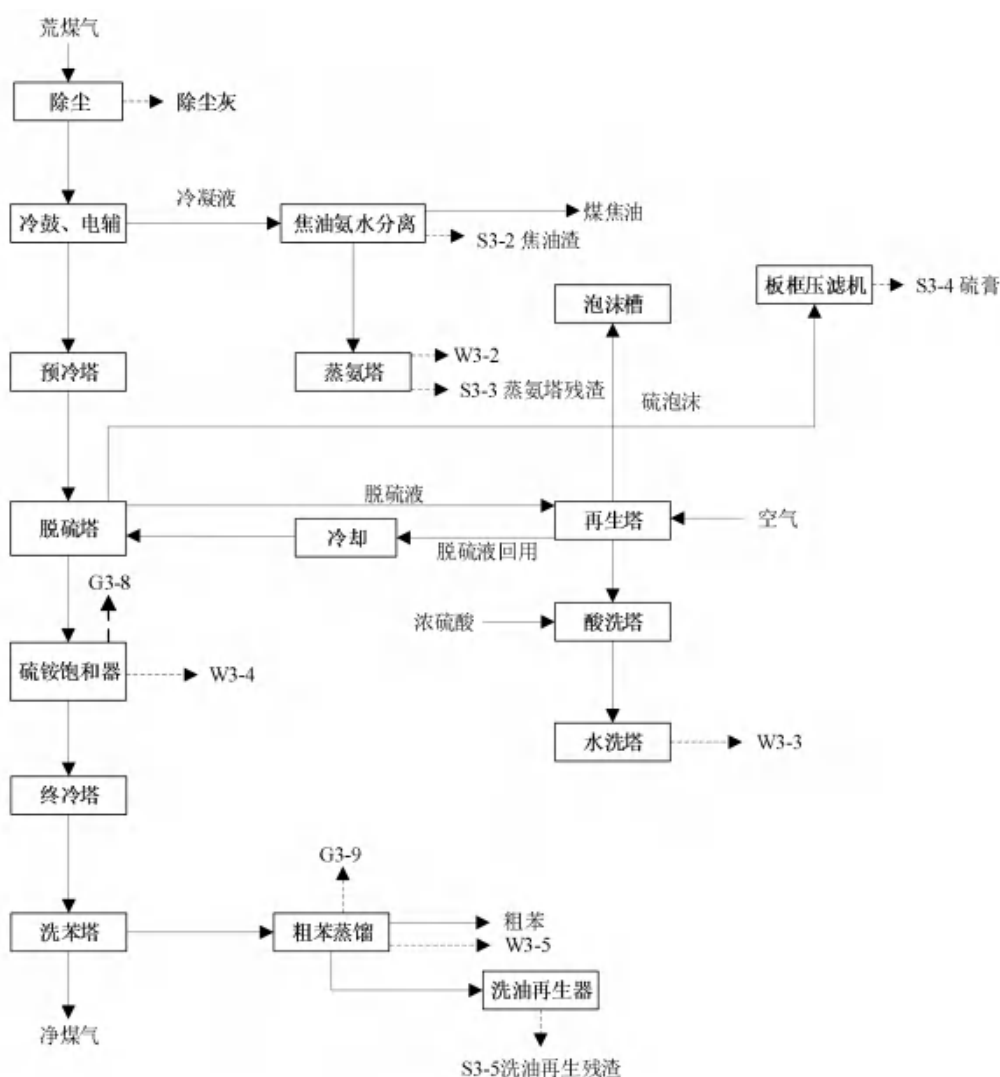 荒煤气
除尘
除尘灰
冷凝液
冷鼓、电辅
焦油氨水分离
煤焦油
S3-2 焦油渣
泡沫槽
板框压滤机
S3-4 硫膏
预冷塔
蒸氨塔
W3-2
S3-3 蒸氨塔残渣
硫泡沫
脱硫塔
脱硫液
冷却
脱硫液回用
再生塔
空气
G3-8
浓硫酸
酸洗塔
硫铵饱和器
W3-4
水洗塔
W3-3
终冷塔
G3-9
洗苯塔
粗苯蒸馏
粗苯
W3-5
洗油再生器
净煤气
S3-5洗油再生残渣